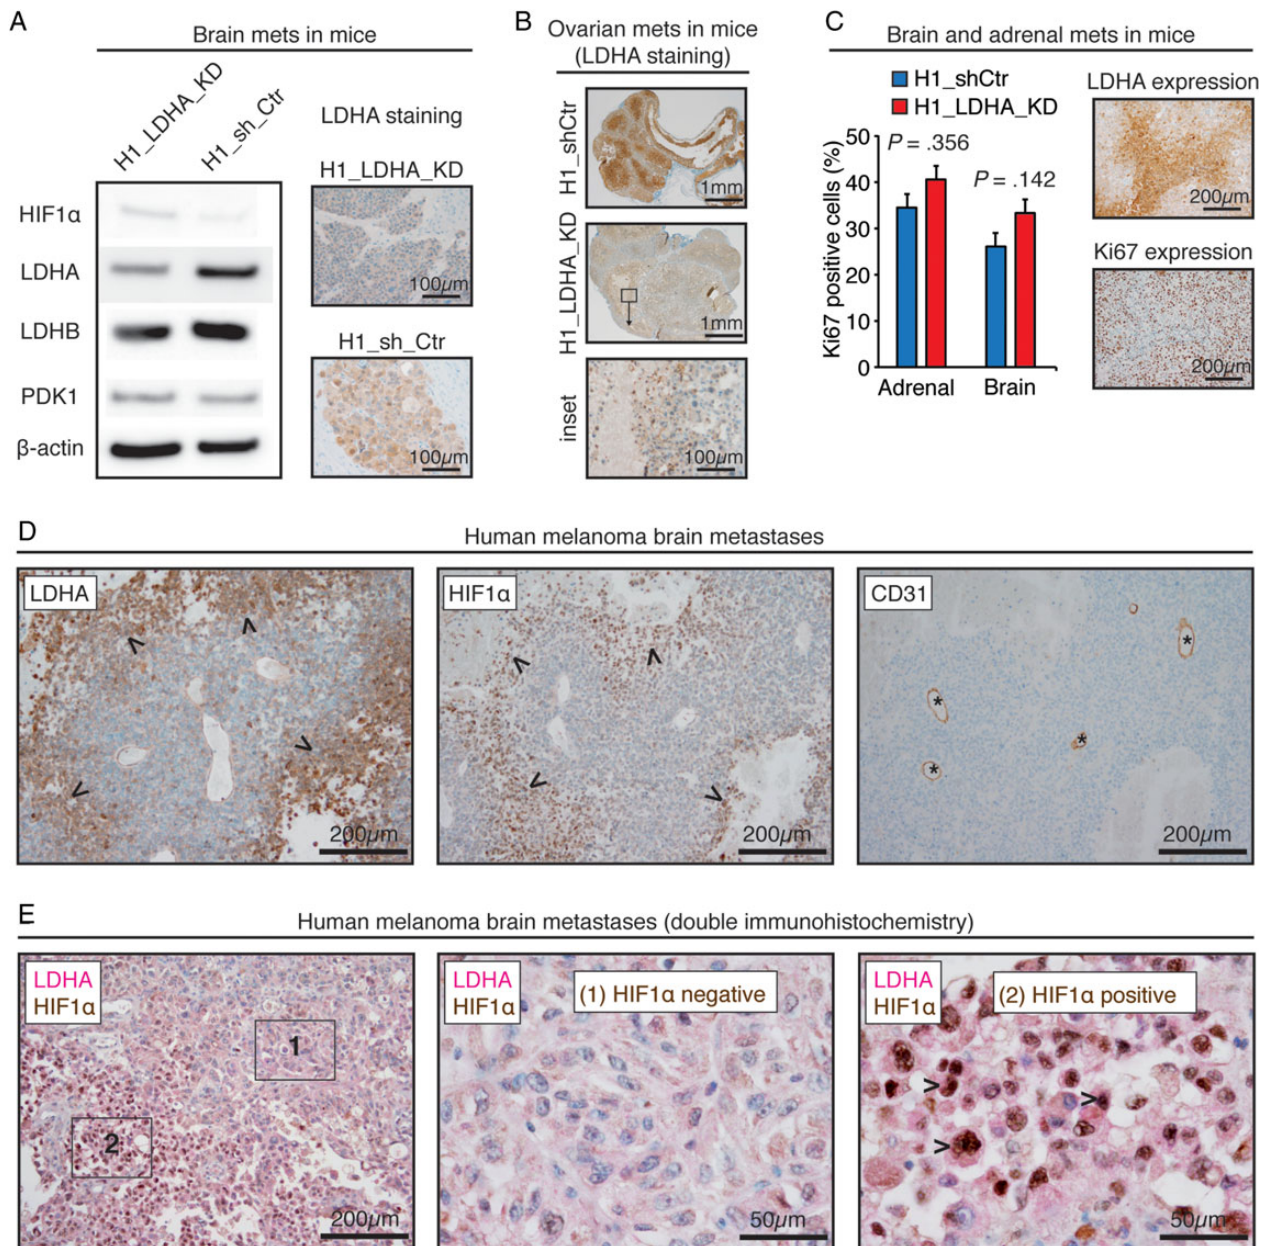 A
Brain mets in mice
H1_LDHA_KD
H1_sh_Ctr
HIF1α
LDHA
LDHB
PDK1
β-actin
LDHA staining
H1_LDHA_KD
100μm
H1_sh_Ctr
100μm
B
Ovarian mets in mice
(LDHA staining)
H1_shCtr
1mm
H1_LDHA_KD
1mm
inset
100μm
C
Brain and adrenal mets in mice
H1_shCtr
H1_LDHA_KD
Ki67 positive cells (%)
50
40
30
20
10
0
P = .356
P = .142
Adrenal
Brain
LDHA expression
200μm
Ki67 expression
200μm
D
Human melanoma brain metastases
LDHA
200μm
HIF1α
200μm
CD31
*
*
*
*
200μm
E
Human melanoma brain metastases (double immunohistochemistry)
LDHA
HIF1α
1
2
200μm
LDHA
HIF1α
(1) HIF1α negative
50μm
LDHA
HIF1α
(2) HIF1α positive
50μm